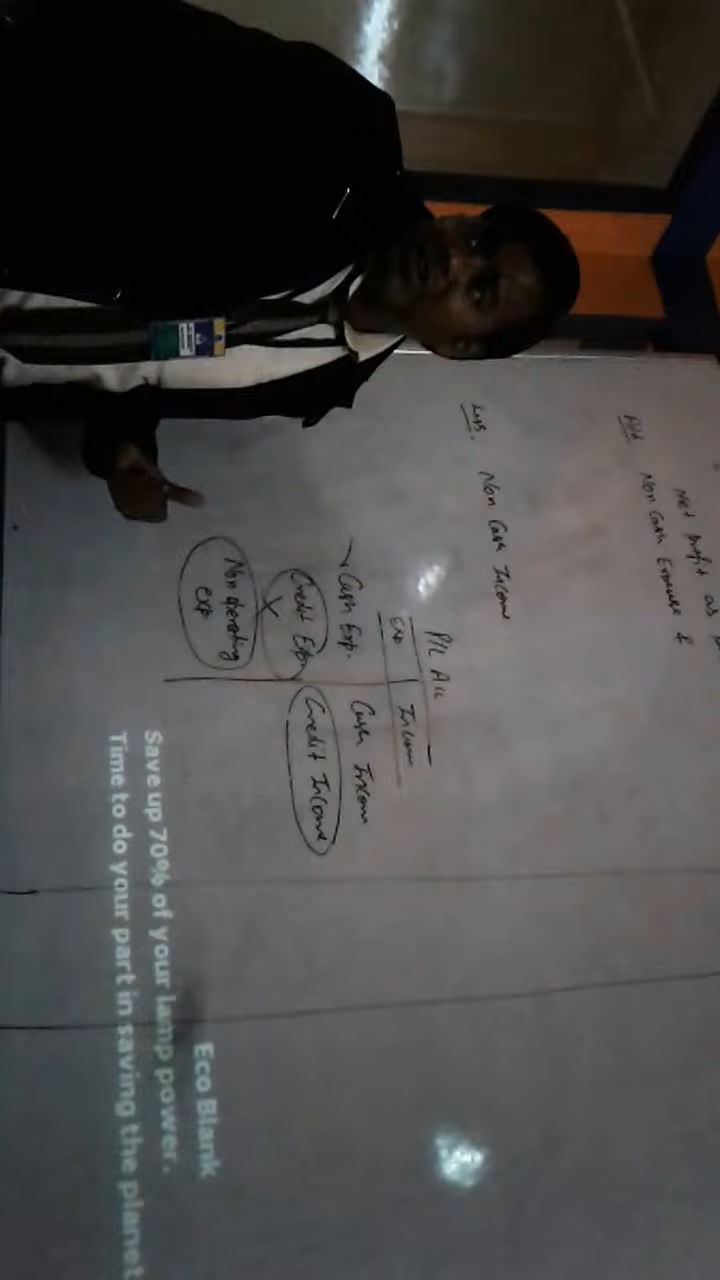 Net Profit as
Add Non Cash Expense &
Less. Non Cash Income
P/L A/c
Exp Income
Cash Exp. Cash Income
Credit Exp Credit Income
Non operating
exp
Eco Blank
Save up 70% of your lamp power.
Time to do your part in saving the planet